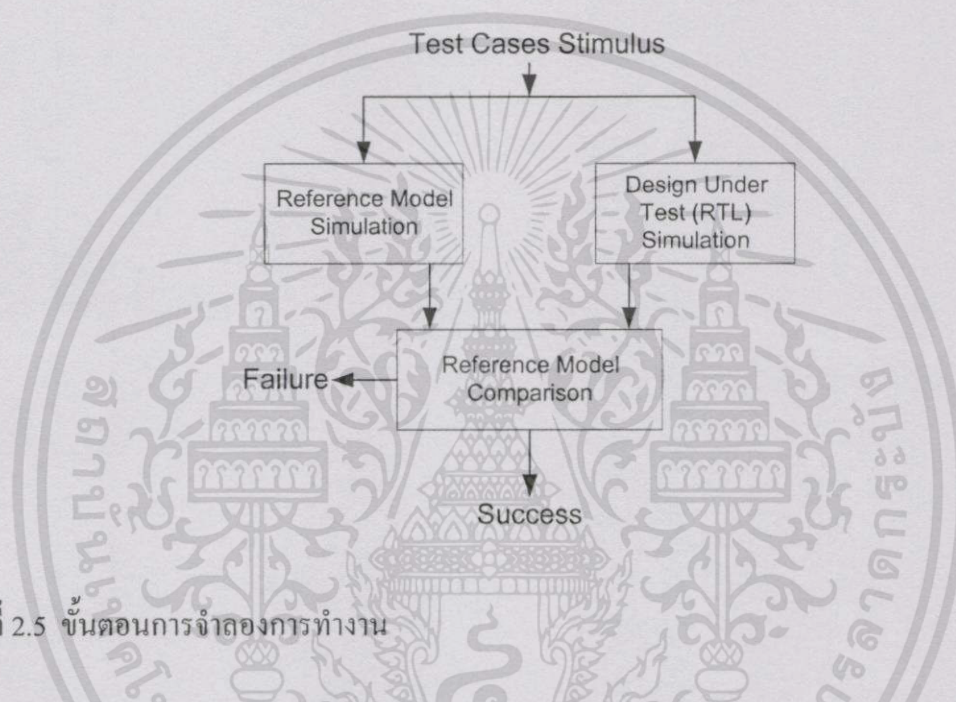 Test Cases Stimulus
Reference Model
Simulation
Design Under
Test (RTL)
Simulation
Reference Model
Comparison
Failure
Success
2.5 ขั้นตอนการจำลองการทำงาน